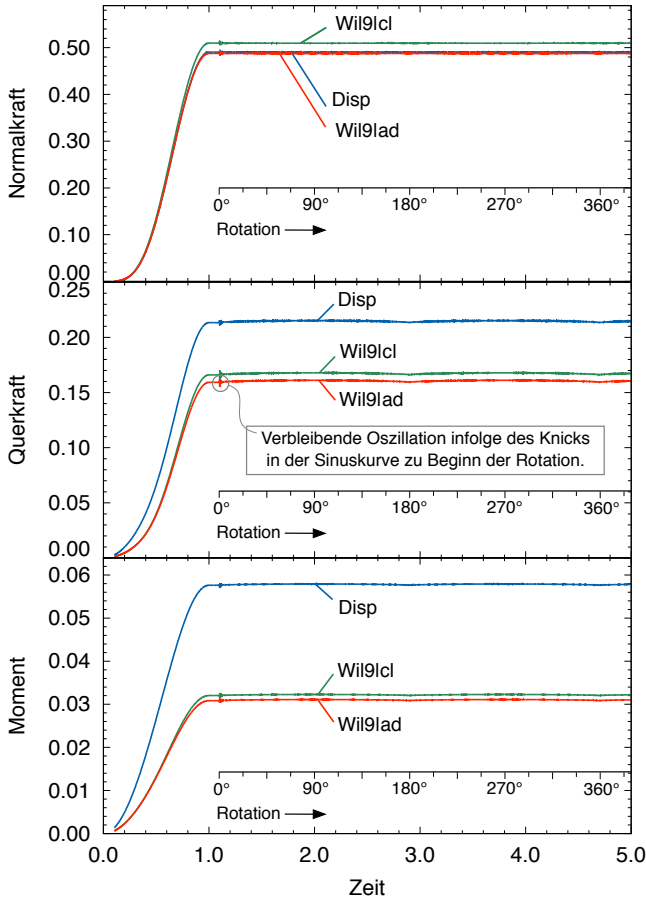 0.50
0.40
0.30
0.20
0.10
0.00
Normalkraft
Wil9lcl
Disp
Wil9lad
0° 90° 180° 270° 360°
Rotation
0.25
0.20
0.15
0.10
0.05
0.00
Querkraft
Disp
Wil9lcl
Wil9lad
Verbleibende Oszillation infolge des Knicks
in der Sinuskurve zu Beginn der Rotation.
0° 90° 180° 270° 360°
Rotation
0.06
0.05
0.04
0.03
0.02
0.01
0.00
Moment
Disp
Wil9lcl
Wil9lad
0° 90° 180° 270° 360°
Rotation
0.0 1.0 2.0 3.0 4.0 5.0
Zeit